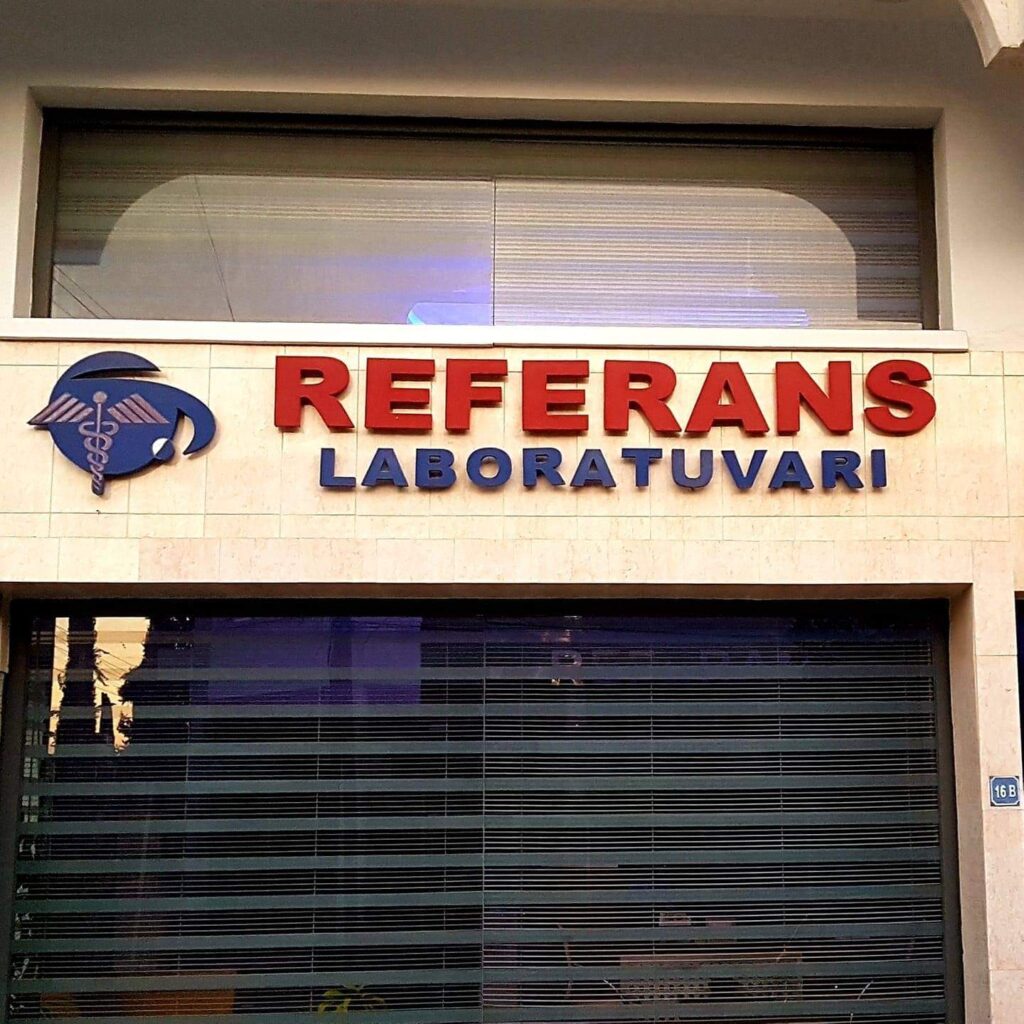 REFERANS
LABORATUVARI
16 B